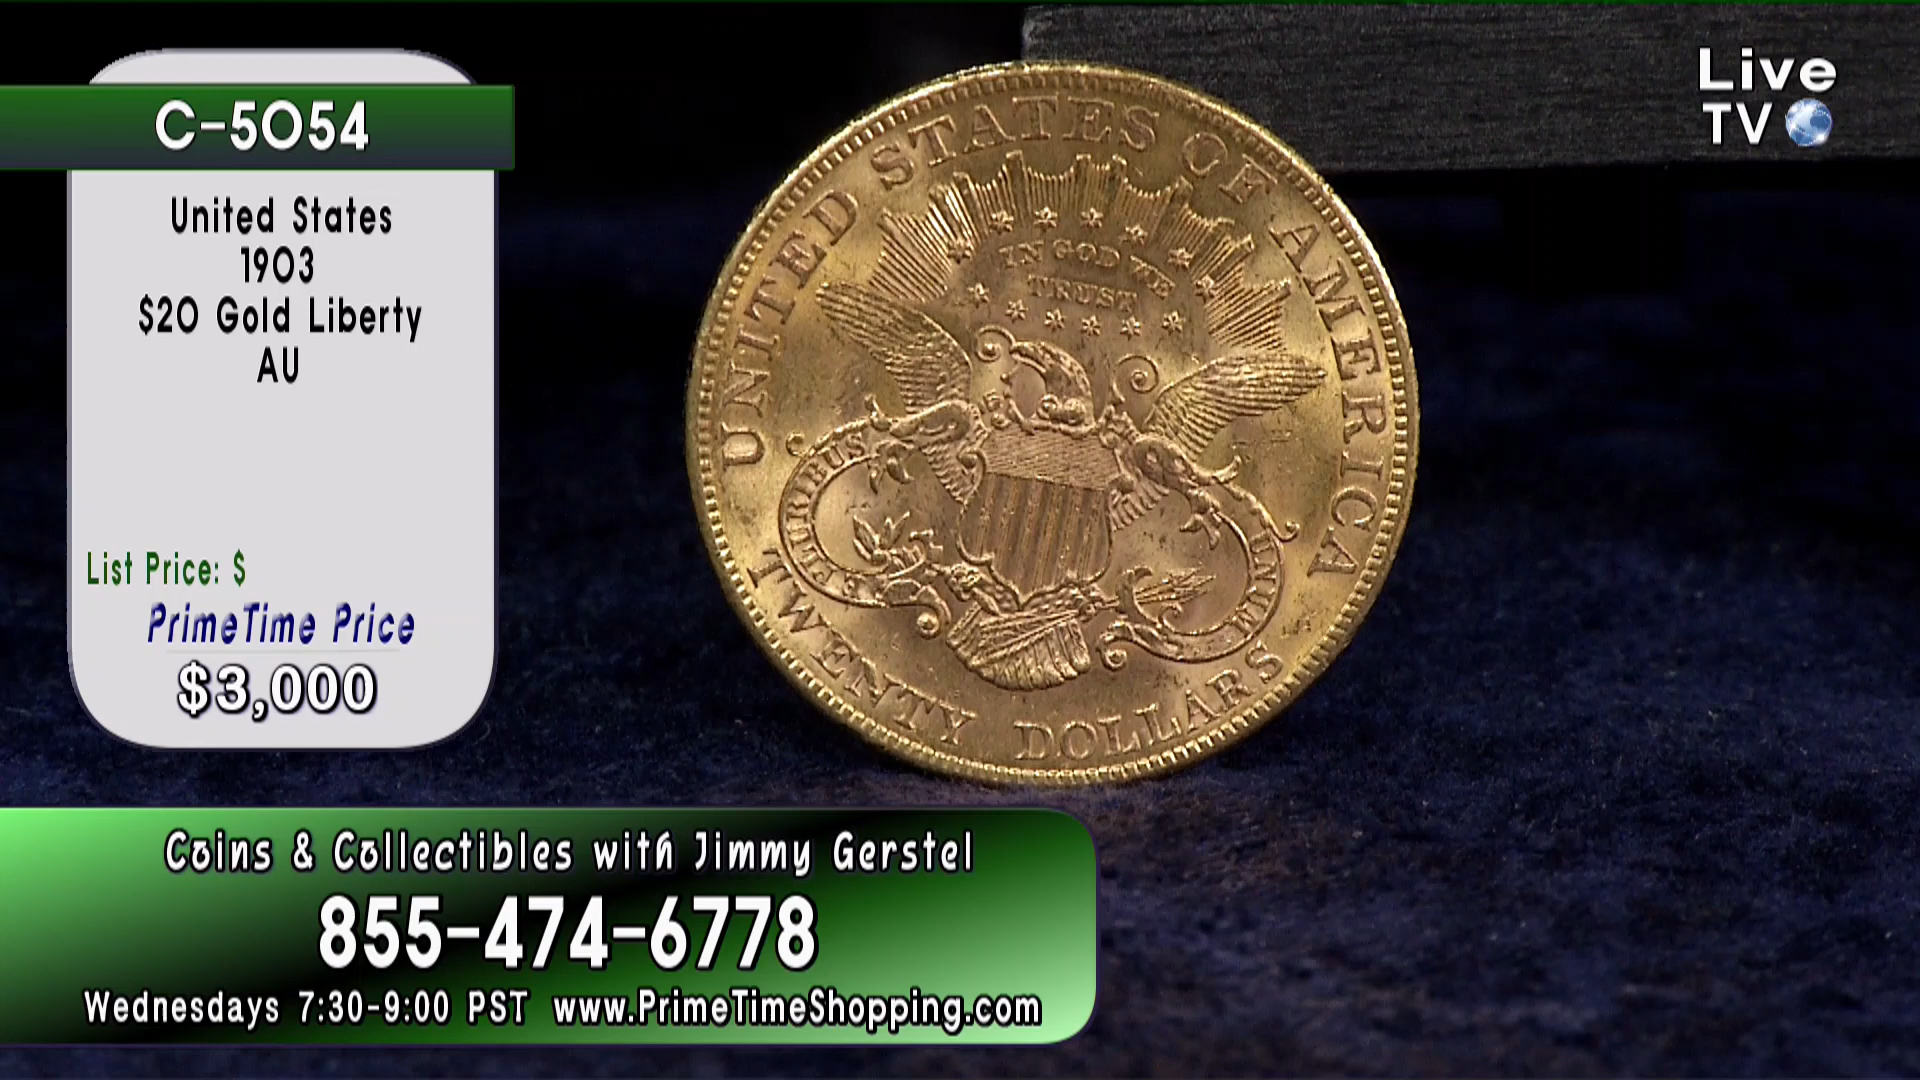 C-5054
United States
1903
$20 Gold Liberty
AU
List Price: $
PrimeTime Price
$3,000
Live
TV
UNITED STATES OF AMERICA
IN GOD WE
TRUST
E PLURIBUS UNUM
TWENTY DOLLARS
Coins & Collectibles with Jimmy Gerstel
855-474-6778
Wednesdays 7:30-9:00 PST www.PrimeTimeShopping.com